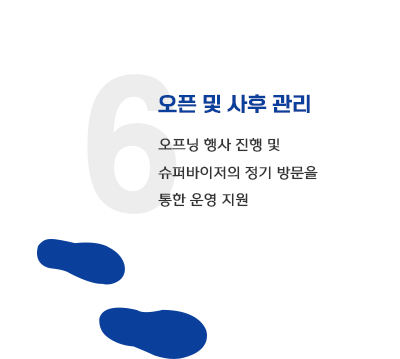 6
오픈 및 사후 관리
오프닝 행사 진행 및
슈퍼바이저의 정기 방문을
통한 운영 지원